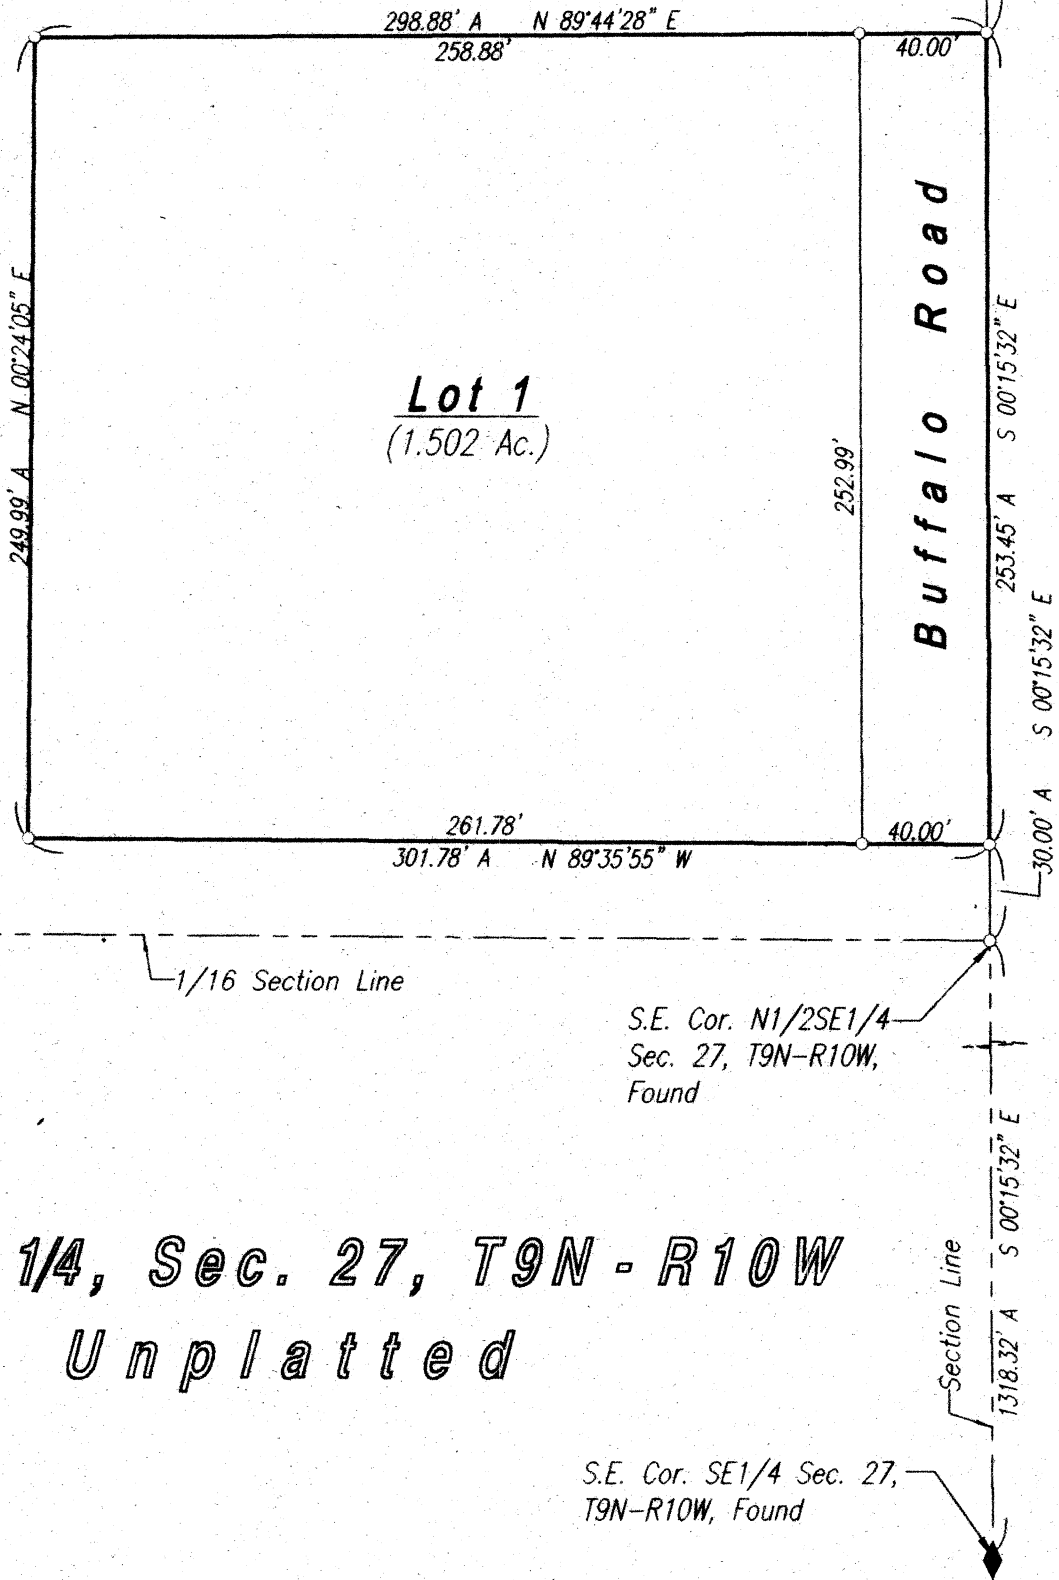 298.88' A N 89°44'28" E
258.88'
40.00'
249.99' A N 00°24'05" E
Lot 1
(1.502 Ac.)
252.99'
Buffalo Road
253.45' A S 00°15'32" E
30.00' A S 00°15'32" E
261.78'
40.00'
301.78' A N 89°35'55" W
1/16 Section Line
S.E. Cor. N1/2SE1/4
Sec. 27, T9N-R10W,
Found
1318.32' A S 00°15'32" E
Section Line
1/4, Sec. 27, T9N - R10W
Unplatted
S.E. Cor. SE1/4 Sec. 27,
T9N-R10W, Found